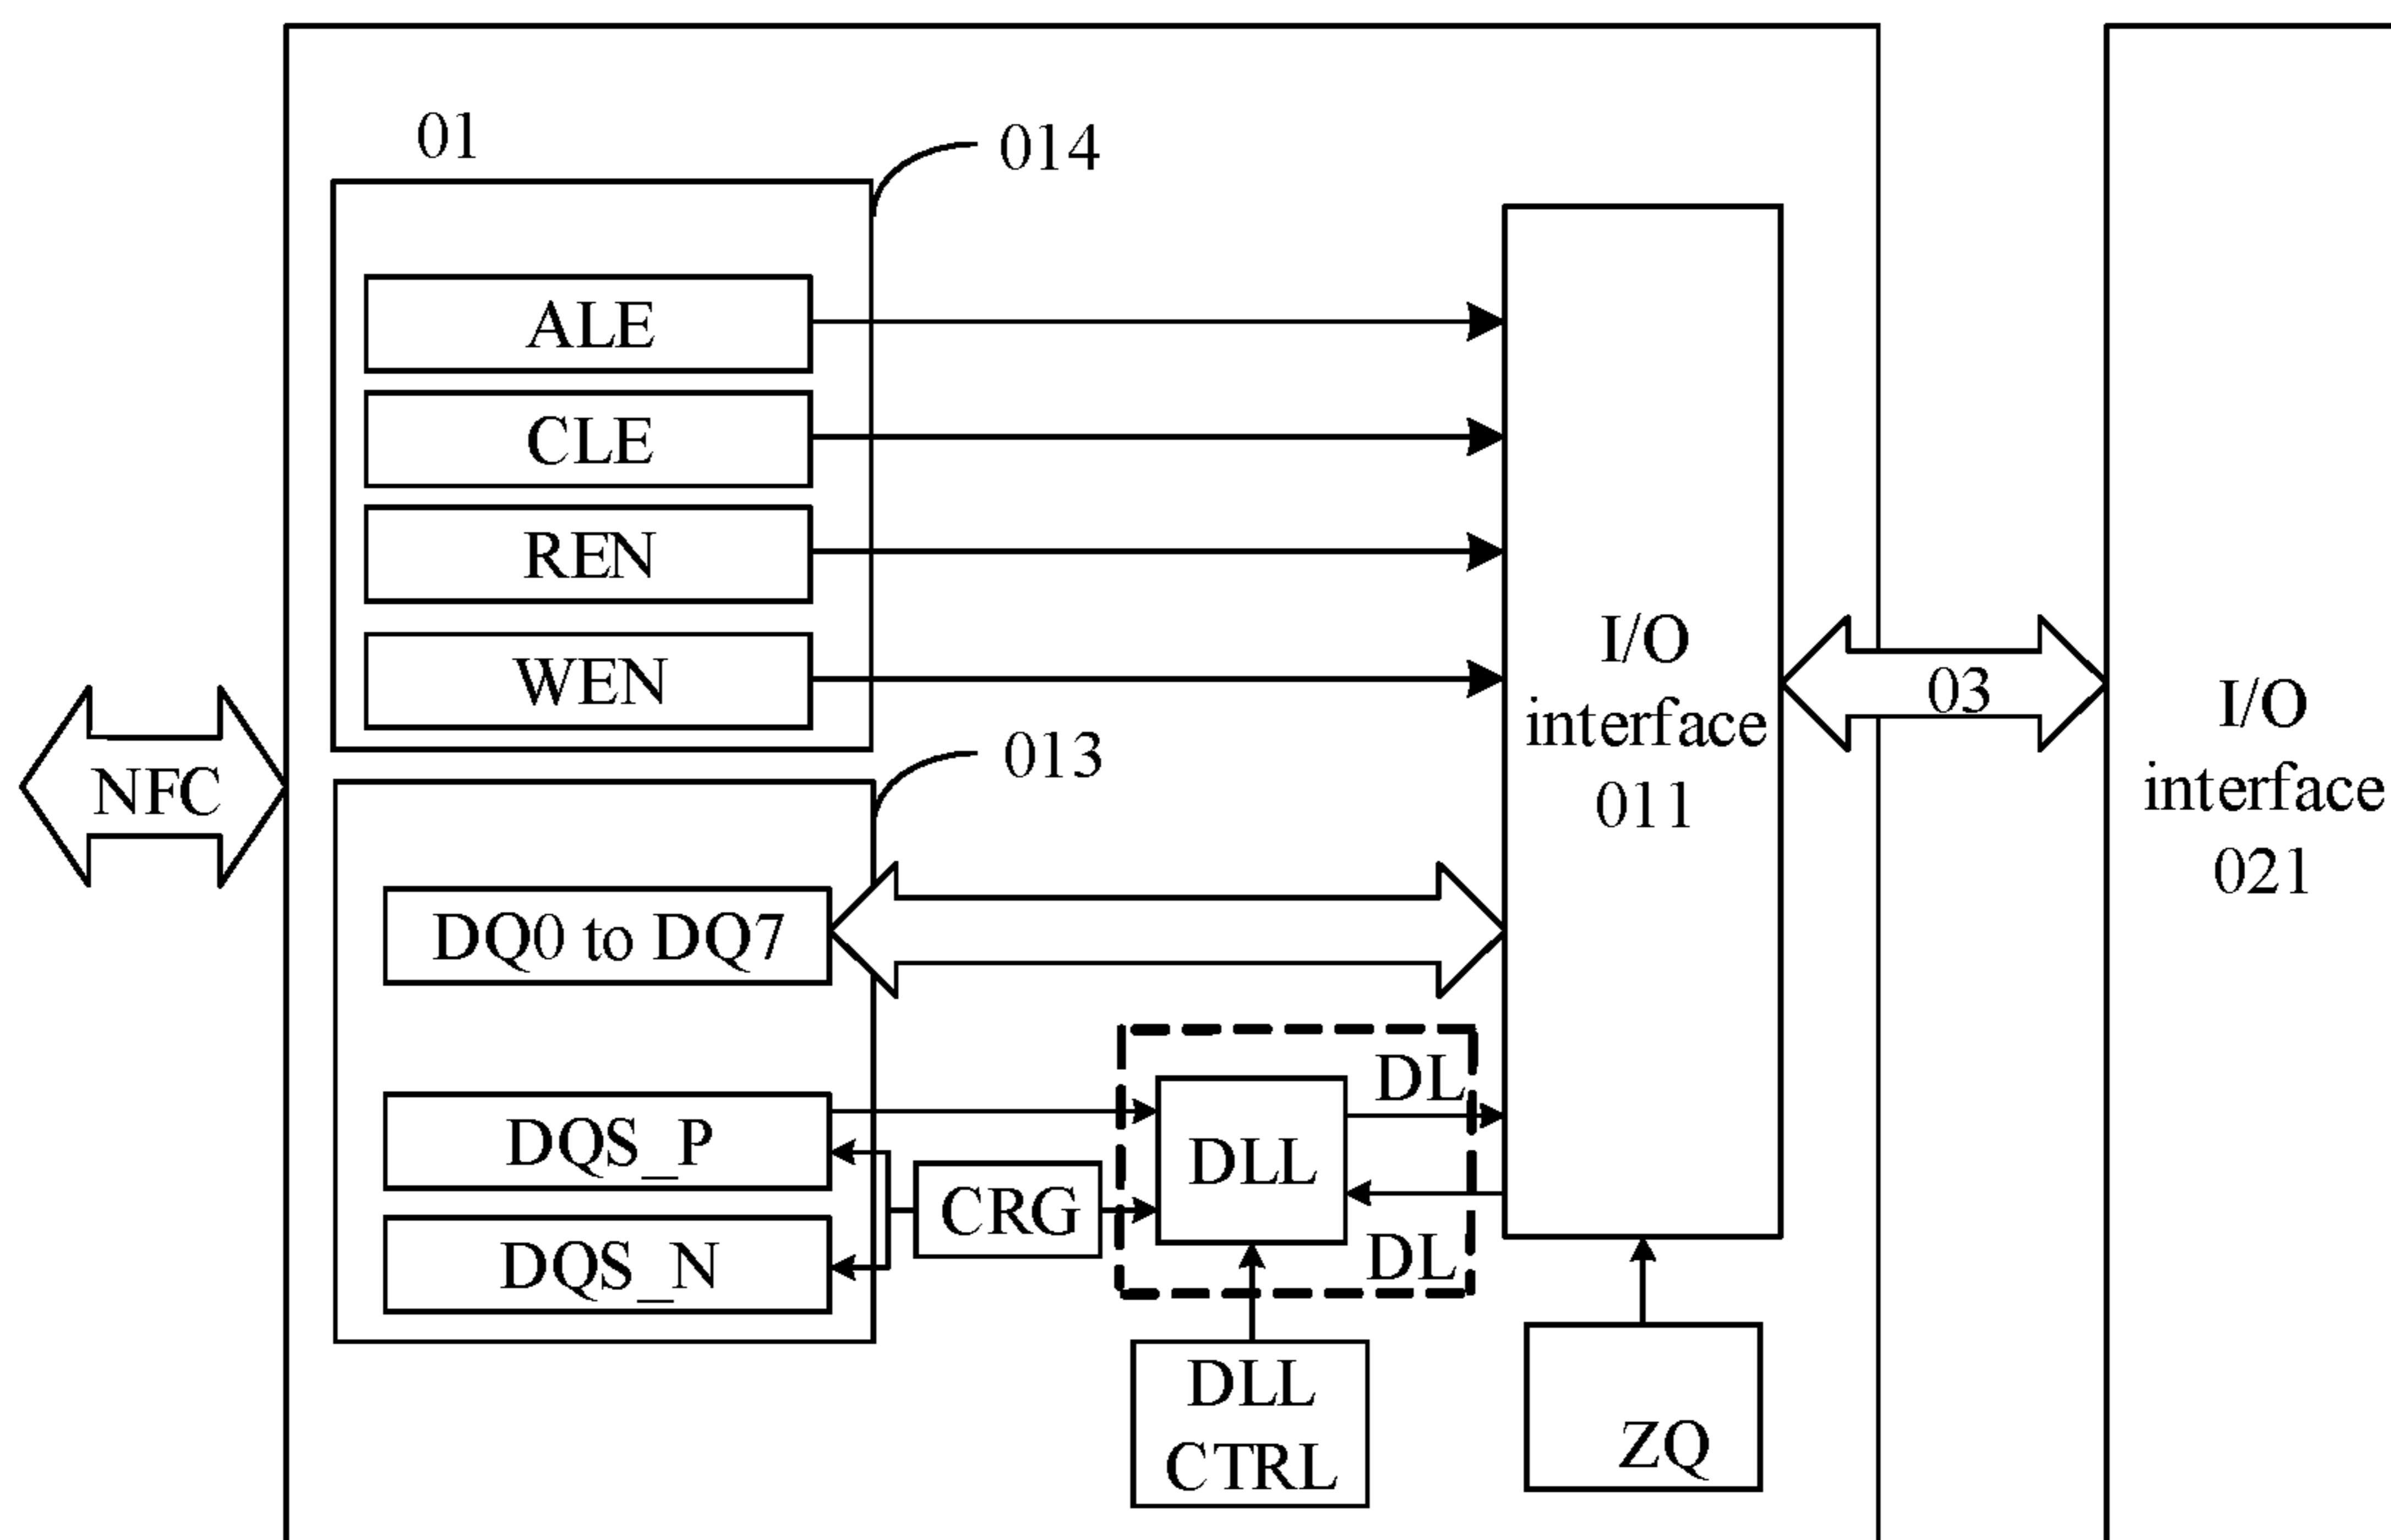 01
014
ALE
CLE
REN
WEN
I/O
interface
011
03
I/O
interface
021
NFC
013
DQ0 to DQ7
DQS_P
DQS_N
CRG
DLL
DL
DL
DLL
CTRL
ZQ